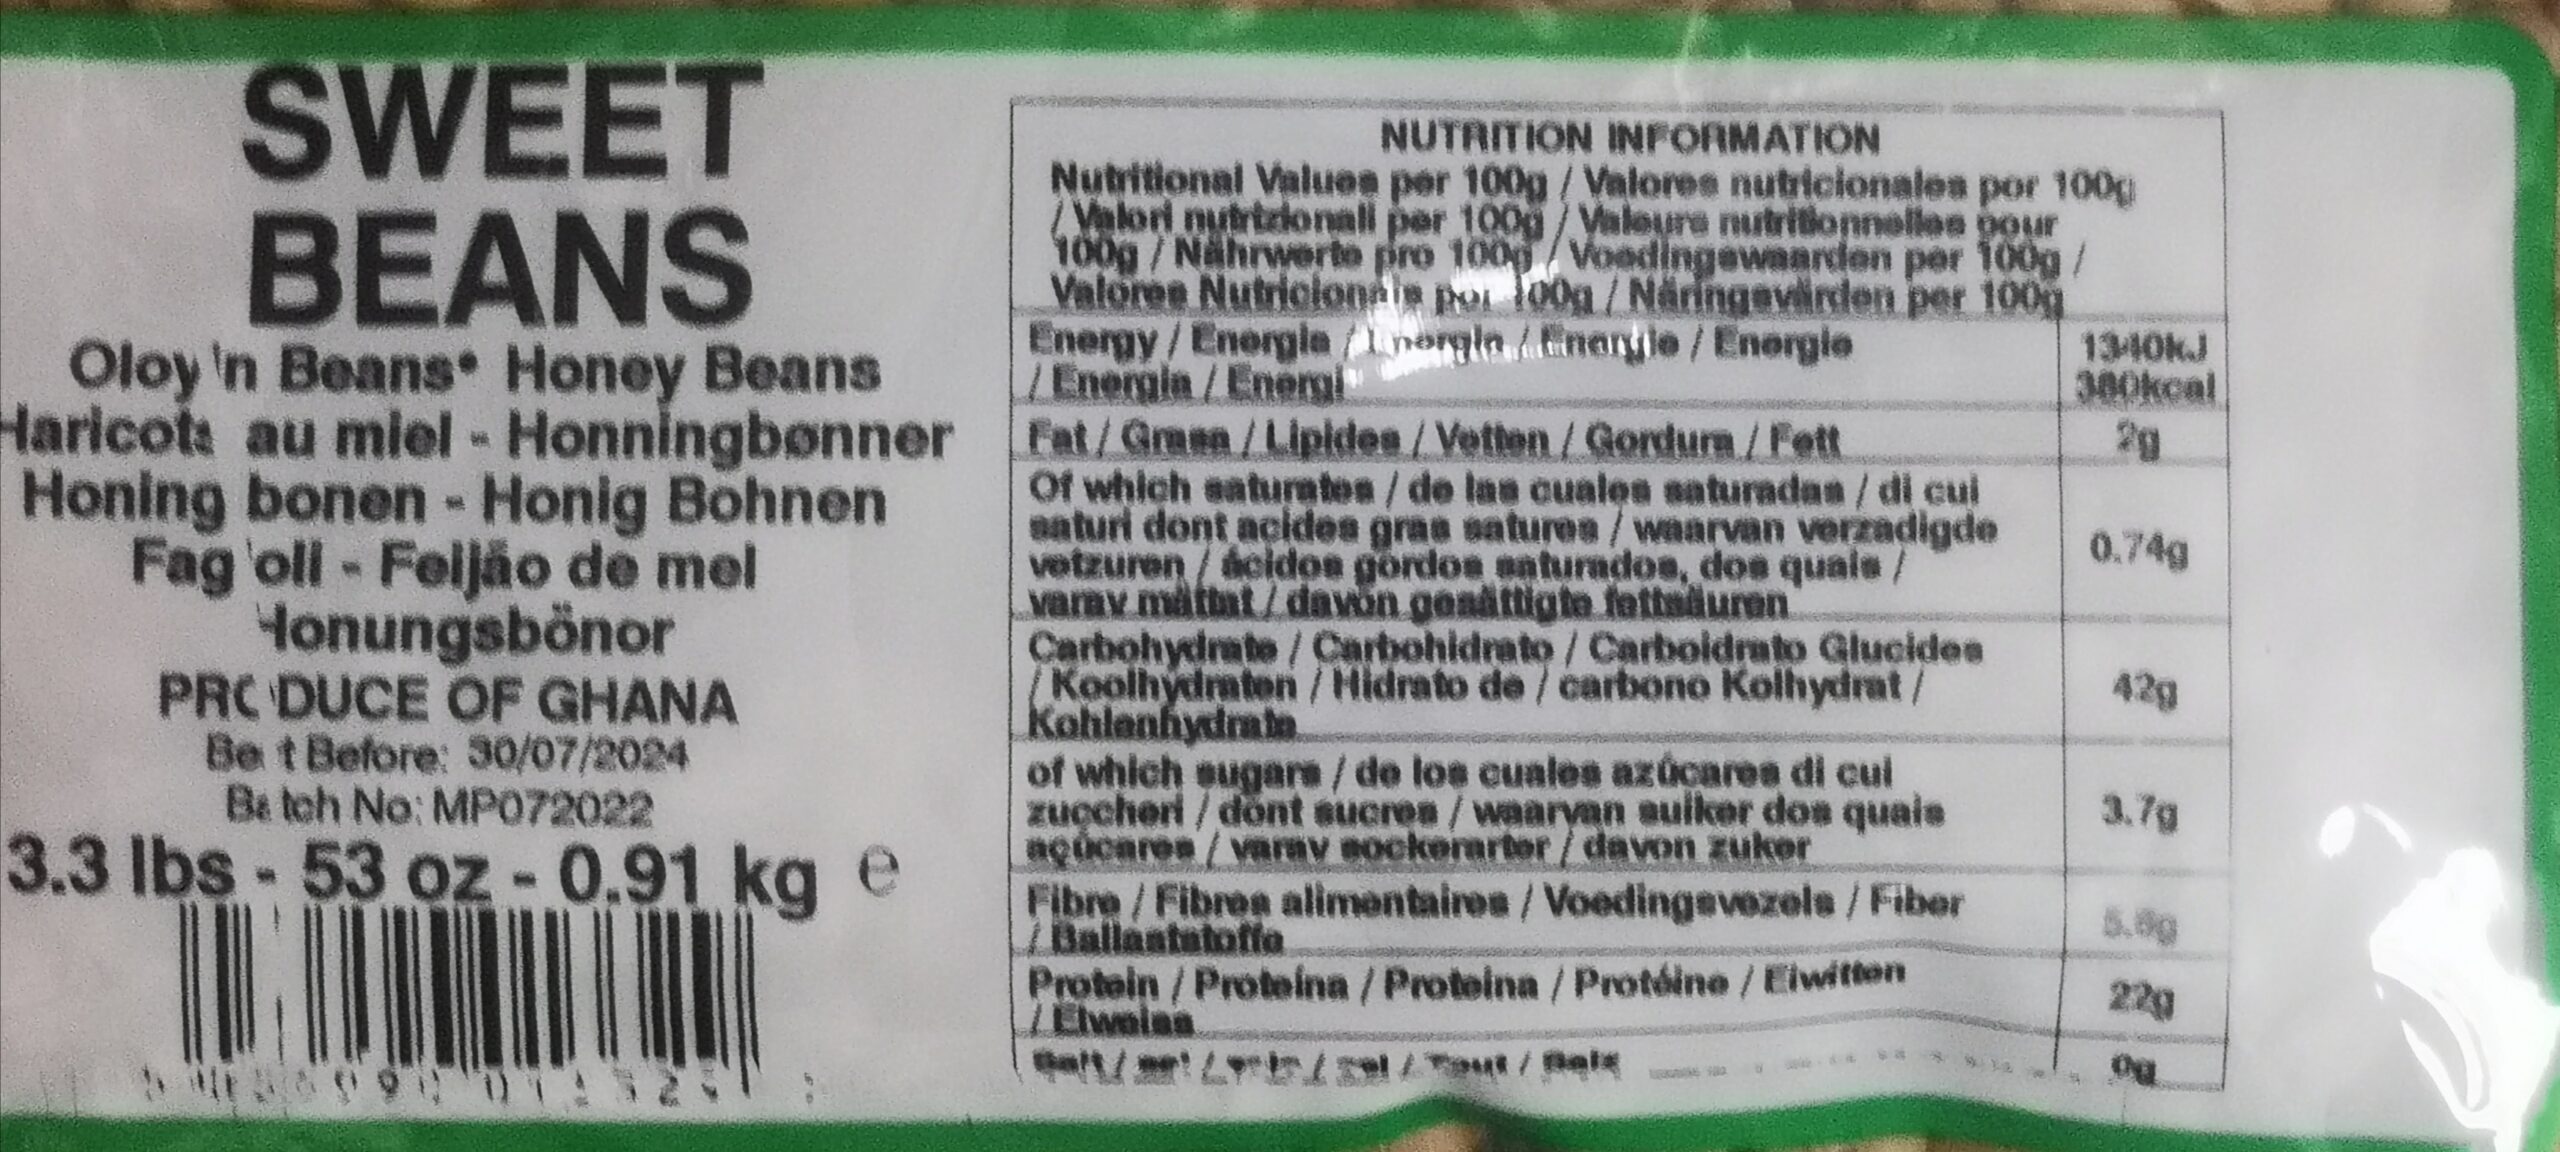 SWEET
BEANS
Oloy'n Beans• Honey Beans
Haricots au miel - Honningbønner
Honing bonen - Honig Bohnen
Fag'oli - Feijão de mel
Honungsbönor
PRODUCE OF GHANA
Best Before: 30/07/2024
Batch No: MP072022
3.3 lbs - 53 oz - 0.91 kg e
NUTRITION INFORMATION
Nutritional Values per 100g / Valores nutricionales por 100g
/ Valori nutrizionali per 100g / Valeurs nutritionnelles pour
100g / Nährwerte pro 100g / Voedingswaarden per 100g /
Valores Nutricionais por 100g / Näringsvärden per 100g
Energy / Energia / Energia / Energie / Energie
/ Energia / Energi
1340kJ
380kcal
Fat / Grasa / Lipides / Vetten / Gordura / Fett
2g
Of which saturates / de las cuales saturadas / di cui
saturi dont acides gras satures / waarvan verzadigde
vetzuren / ácidos gordos saturados, dos quais /
varav mättat / davon gesättigte fettsäuren
0.74g
Carbohydrate / Carbohidrato / Carboidrato Glucides
/ Koolhydraten / Hidrato de / carbono Kolhydrat /
Kohlenhydrate
42g
of which sugars / de los cuales azúcares di cui
zuccheri / dont sucres / waarvan suiker dos quais
açúcares / varav sockerarter / davon zuker
3.7g
Fibre / Fibres alimentaires / Voedingsvezels / Fiber
/ Ballaststoffe
Protein / Proteína / Proteina / Protéine / Eiwitten
/ Eiweiss
22g
Salt / sel / zel / Zout / Sals
0g